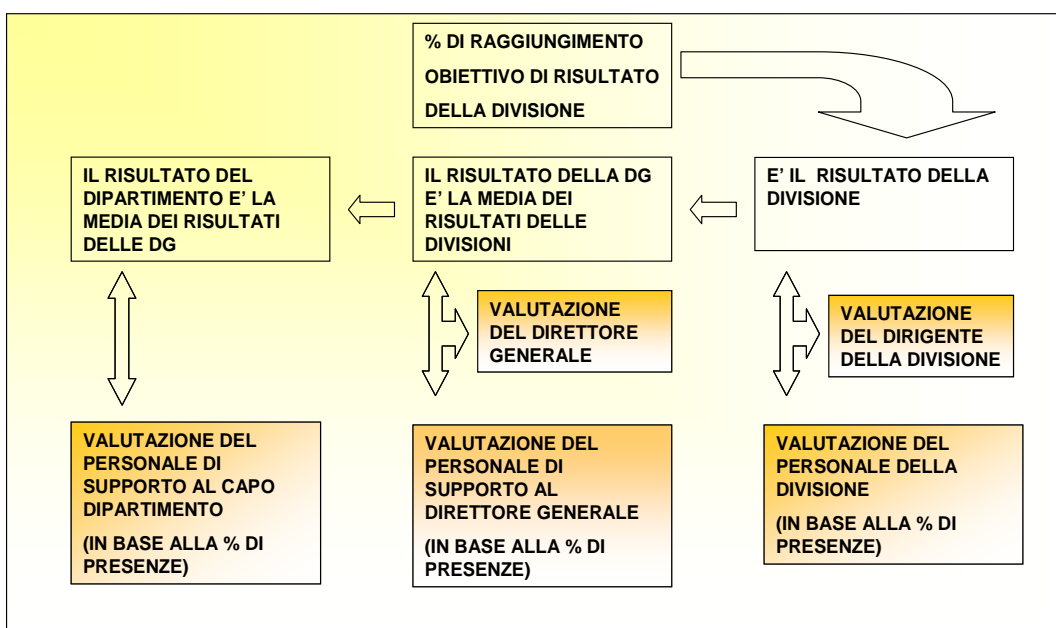 % DI RAGGIUNGIMENTO
OBIETTIVO DI RISULTATO
DELLA DIVISIONE
IL RISULTATO DEL
DIPARTIMENTO E' LA
MEDIA DEI RISULTATI
DELLE DG
IL RISULTATO DELLA DG
E' LA MEDIA DEI
RISULTATI DELLE
DIVISIONI
E' IL RISULTATO DELLA
DIVISIONE
VALUTAZIONE
DEL DIRETTORE
GENERALE
VALUTAZIONE
DEL DIRIGENTE
DELLA DIVISIONE
VALUTAZIONE DEL
PERSONALE DI
SUPPORTO AL CAPO
DIPARTIMENTO
(IN BASE ALLA % DI
PRESENZE)
VALUTAZIONE DEL
PERSONALE DI
SUPPORTO AL
DIRETTORE GENERALE
(IN BASE ALLA % DI
PRESENZE)
VALUTAZIONE DEL
PERSONALE DELLA
DIVISIONE
(IN BASE ALLA % DI
PRESENZE)